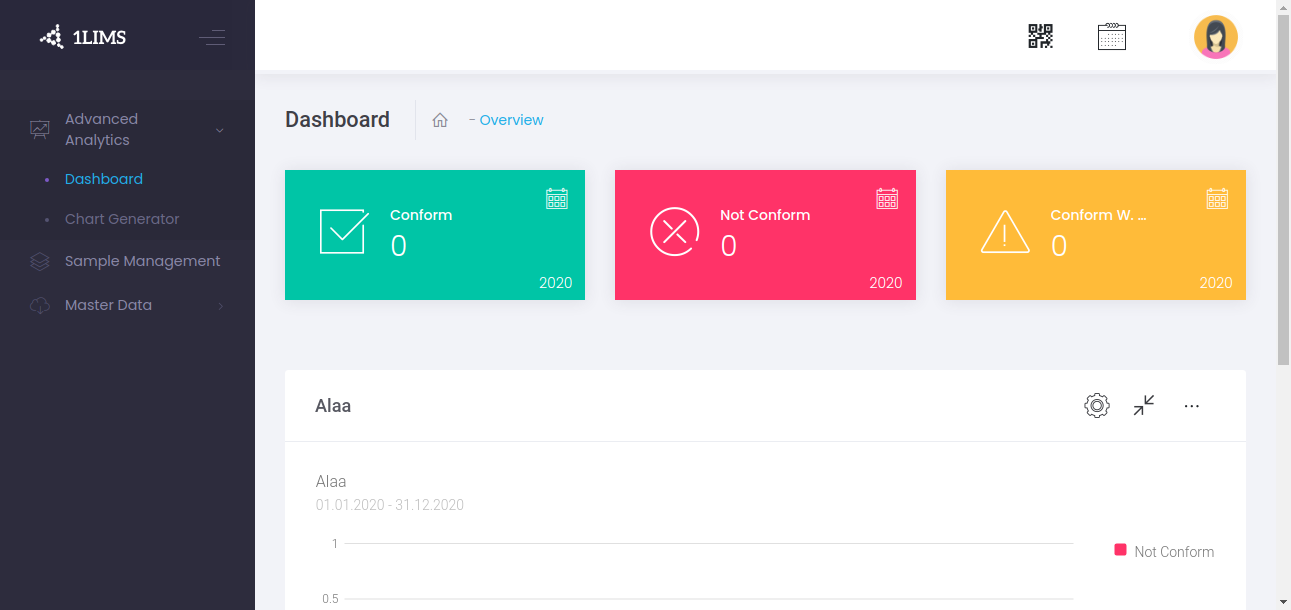 1LIMS
Advanced
Analytics
Dashboard
Chart Generator
Sample Management
Master Data
Dashboard
- Overview
Conform
0
2020
Not Conform
0
2020
Conform W. ...
0
2020
Alaa
Alaa
01.01.2020 - 31.12.2020
1
Not Conform
0.5